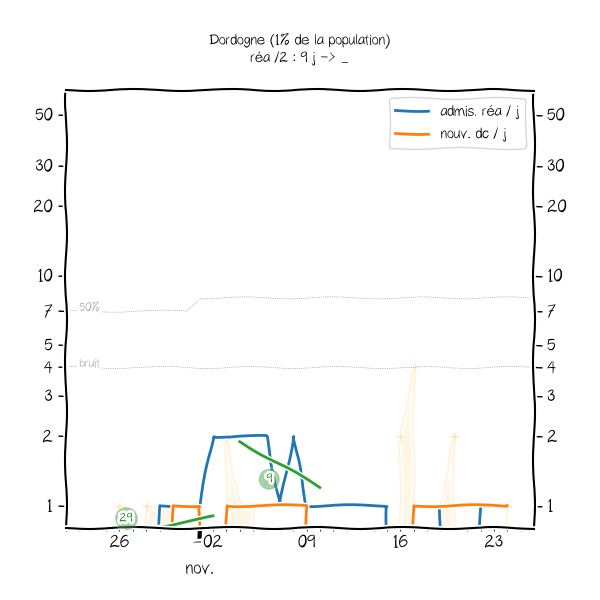 Dordogne (1% de la population)
réa /2 : 9 j -> _
admis. réa / j
nouv. dc / j
50 50
30 30
20 20
10 10
50%
7 7
5 5
bruit
4 4
3 3
2 2
9
1 1
29
26 02 09 16 23
nov.